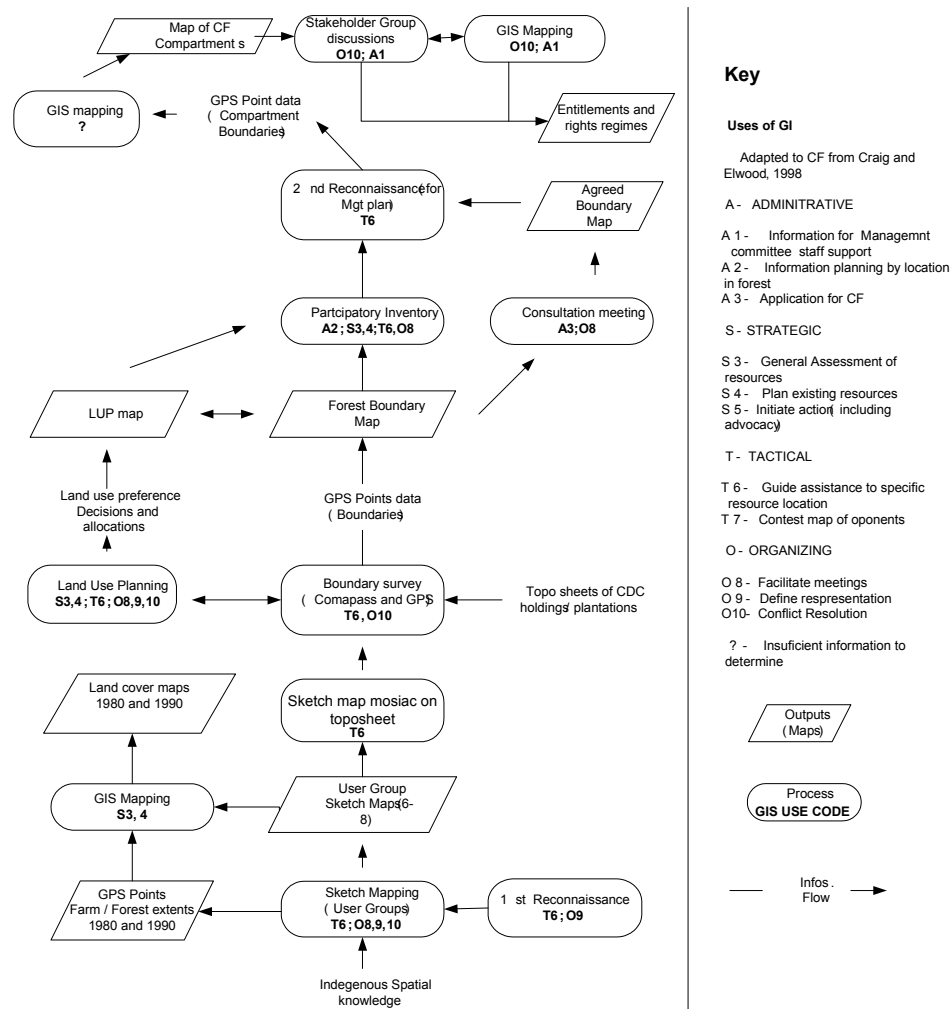 Map of CF
Compartment s
Stakeholder Group
discussions
O10; A1
GIS Mapping
O10; A1
GIS mapping
?
GPS Point data
( Compartment
Boundaries)
Entitlements and
rights regimes
2 nd Reconnaissance(for
Mgt plan)
T6
Agreed
Boundary
Map
Partcipatory Inventory
A2 ; S3,4; T6,O8
Consultation meeting
A3;O8
LUP map
Forest Boundary
Map
Land use preference
Decisions and
allocations
GPS Points data
( Boundaries)
Land Use Planning
S3,4 ; T6 ; O8,9,10
Boundary survey
( Comapass and GPS)
T6 , O10
Topo sheets of CDC
holdings/ plantations
Land cover maps
1980 and 1990
Sketch map mosiac on
toposheet
T6
GIS Mapping
S3, 4
User Group
Sketch Maps(6-
8)
GPS Points
Farm / Forest extents
1980 and 1990
Sketch Mapping
( User Groups)
T6 ; O8,9,10
1 st Reconnaissance
T6 ; O9
Indegenous Spatial
knowledge
Key
Uses of GI
Adapted to CF from Craig and
Elwood, 1998
A - ADMINITRATIVE
A 1 - Information for Managemnt
committee staff support
A 2 - Information planning by location
in forest
A 3 - Application for CF
S - STRATEGIC
S 3 - General Assessment of
resources
S 4 - Plan existing resources
S 5 - Initiate action( including
advocacy)
T - TACTICAL
T 6 - Guide assistance to specific
resource location
T 7 - Contest map of oponents
O - ORGANIZING
O 8 - Facilitate meetings
O 9 - Define respresentation
O10- Conflict Resolution
? - Insuficient information to
determine
Outputs
( Maps)
Process
GIS USE CODE
Infos .
Flow